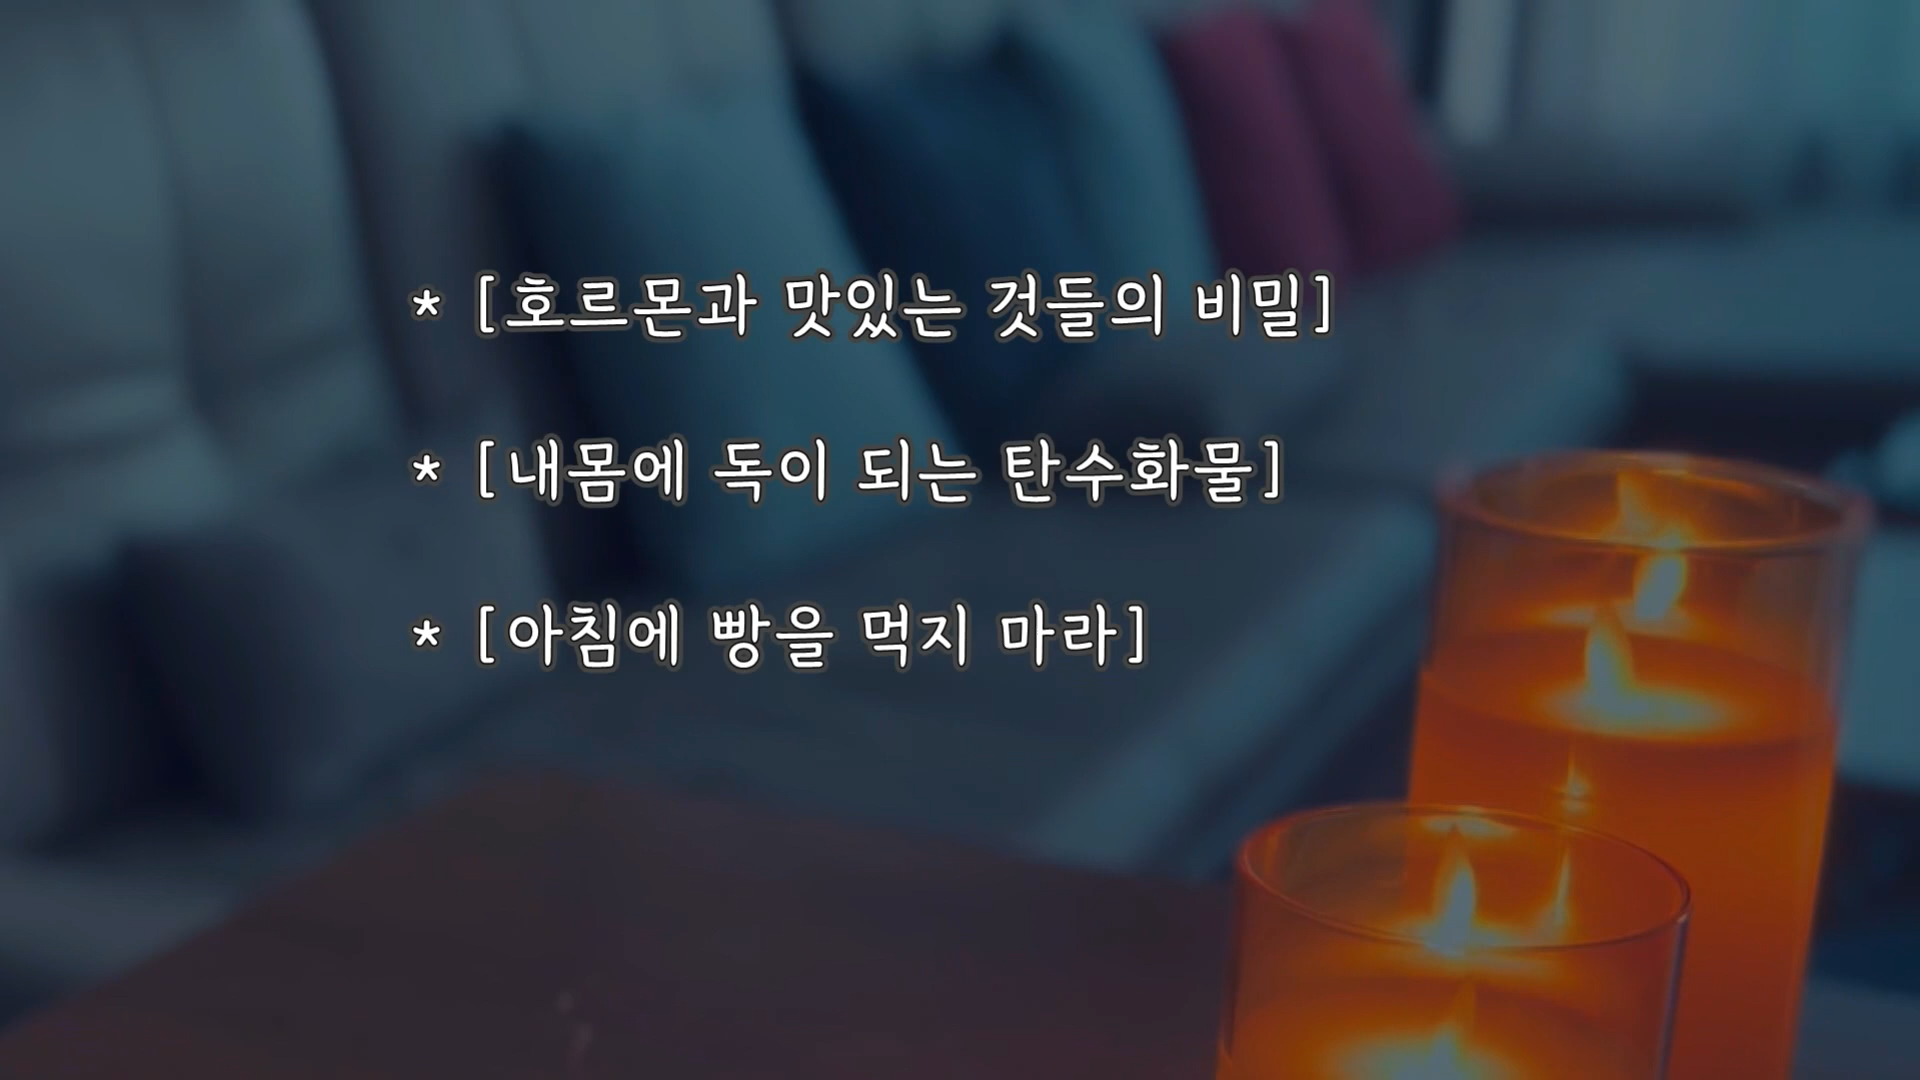 * [호르몬과 맛있는 것들의 비밀]
* [내몸에 독이 되는 탄수화물]
* [아침에 빵을 먹지 마라]